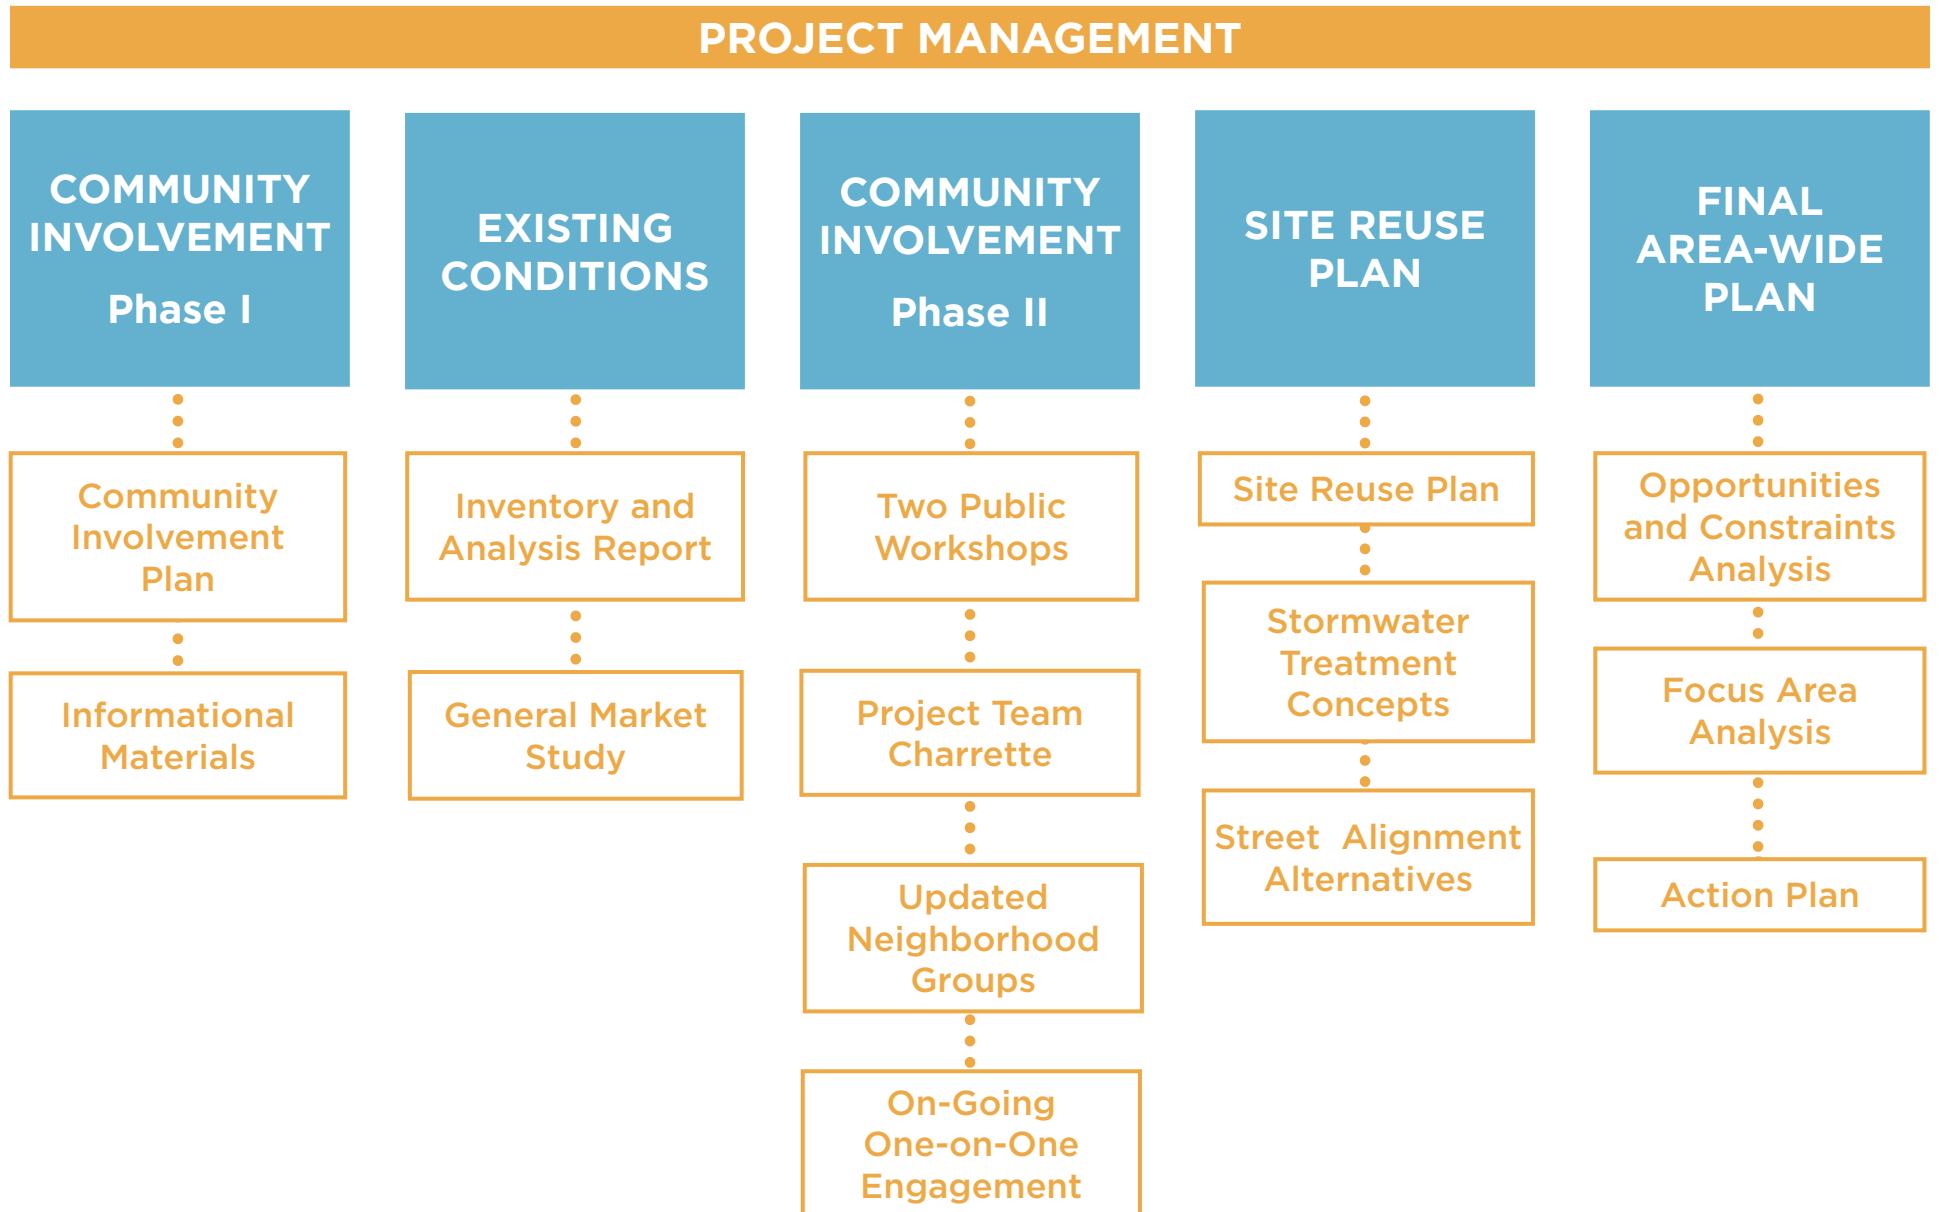 PROJECT MANAGEMENT
COMMUNITY
INVOLVEMENT
Phase I
Community
Involvement
Plan
Informational
Materials
EXISTING
CONDITIONS
Inventory and
Analysis Report
General Market
Study
COMMUNITY
INVOLVEMENT
Phase II
Two Public
Workshops
Project Team
Charrette
Updated
Neighborhood
Groups
On-Going
One-on-One
Engagement
SITE REUSE
PLAN
Site Reuse Plan
Stormwater
Treatment
Concepts
Street  Alignment
Alternatives
FINAL
AREA-WIDE
PLAN
Opportunities
and Constraints
Analysis
Focus Area
Analysis
Action Plan